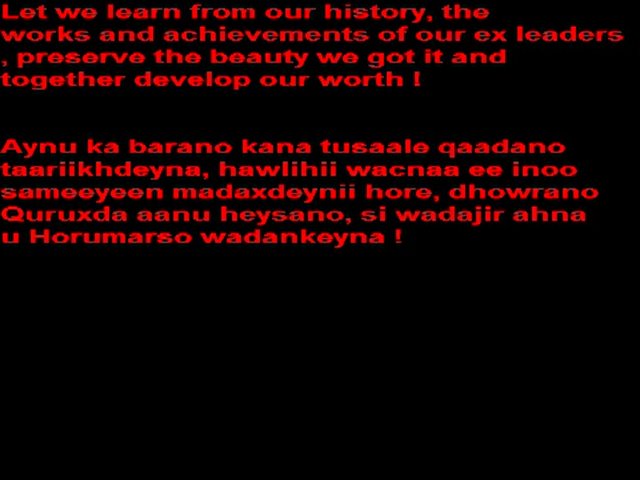 Let we learn from our history, the
works and achievements of our ex leaders
, preserve the beauty we got it and
together develop our worth !
Aynu ka barano kana tusaale qaadano
taariikhdeyna, hawlihii wacnaa ee inoo
sameeyeen madaxdeynii hore, dhowrano
Quruxda aanu heysano, si wadajir ahna
u Horumarso wadankeyna !